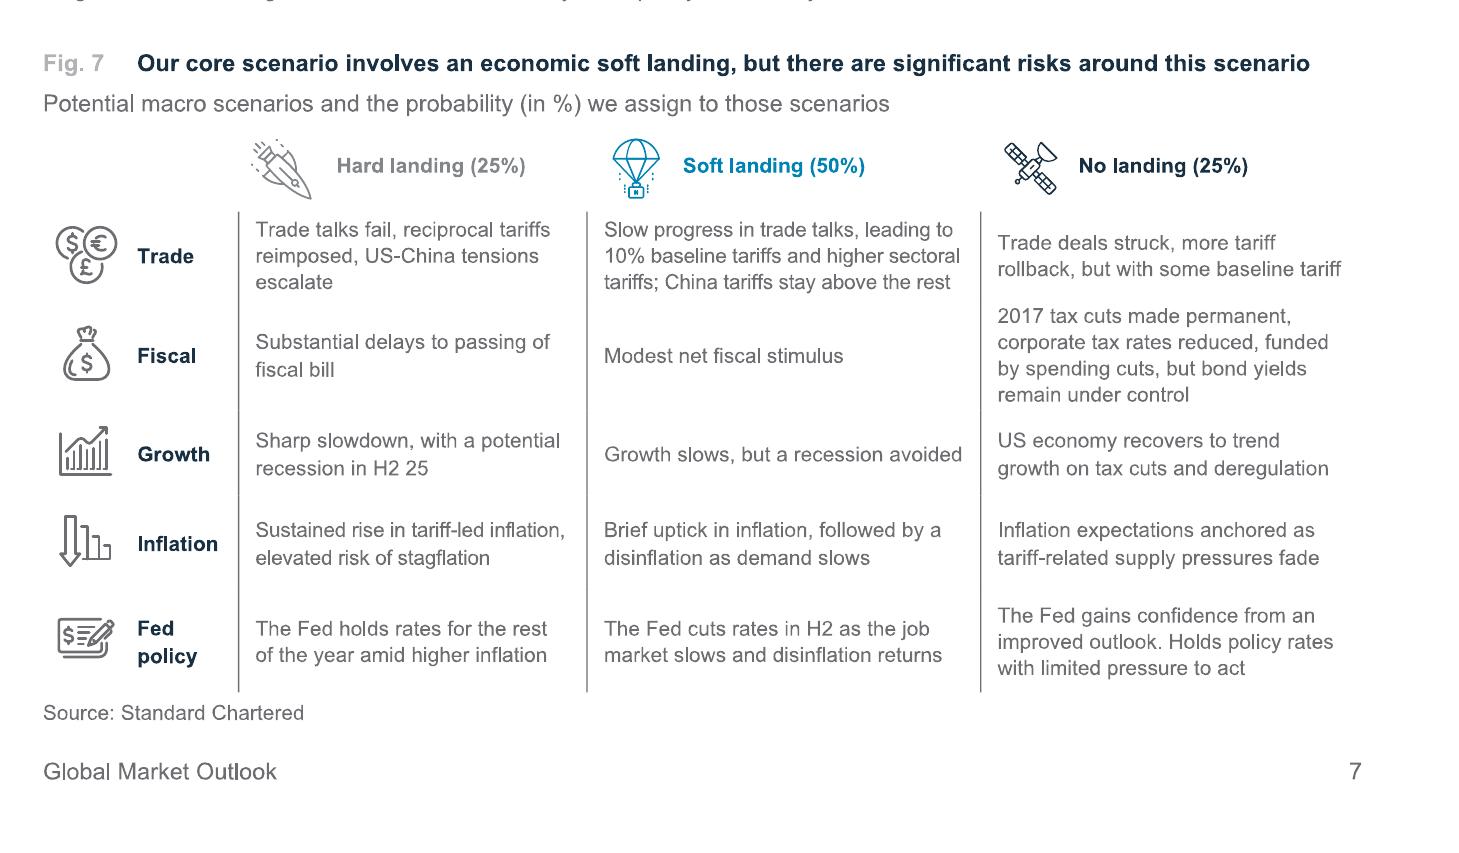 Fig. 7 Our core scenario involves an economic soft landing, but there are significant risks around this scenario
Potential macro scenarios and the probability (in %) we assign to those scenarios
Hard landing (25%)
Soft landing (50%)
No landing (25%)
Trade
Trade talks fail, reciprocal tariffs
reimposed, US-China tensions
escalate
Slow progress in trade talks, leading to
10% baseline tariffs and higher sectoral
tariffs; China tariffs stay above the rest
Trade deals struck, more tariff
rollback, but with some baseline tariff
Fiscal
Substantial delays to passing of
fiscal bill
Modest net fiscal stimulus
2017 tax cuts made permanent,
corporate tax rates reduced, funded
by spending cuts, but bond yields
remain under control
Growth
Sharp slowdown, with a potential
recession in H2 25
Growth slows, but a recession avoided
US economy recovers to trend
growth on tax cuts and deregulation
Inflation
Sustained rise in tariff-led inflation,
elevated risk of stagflation
Brief uptick in inflation, followed by a
disinflation as demand slows
Inflation expectations anchored as
tariff-related supply pressures fade
Fed
policy
The Fed holds rates for the rest
of the year amid higher inflation
The Fed cuts rates in H2 as the job
market slows and disinflation returns
The Fed gains confidence from an
improved outlook. Holds policy rates
with limited pressure to act
Source: Standard Chartered
Global Market Outlook
7